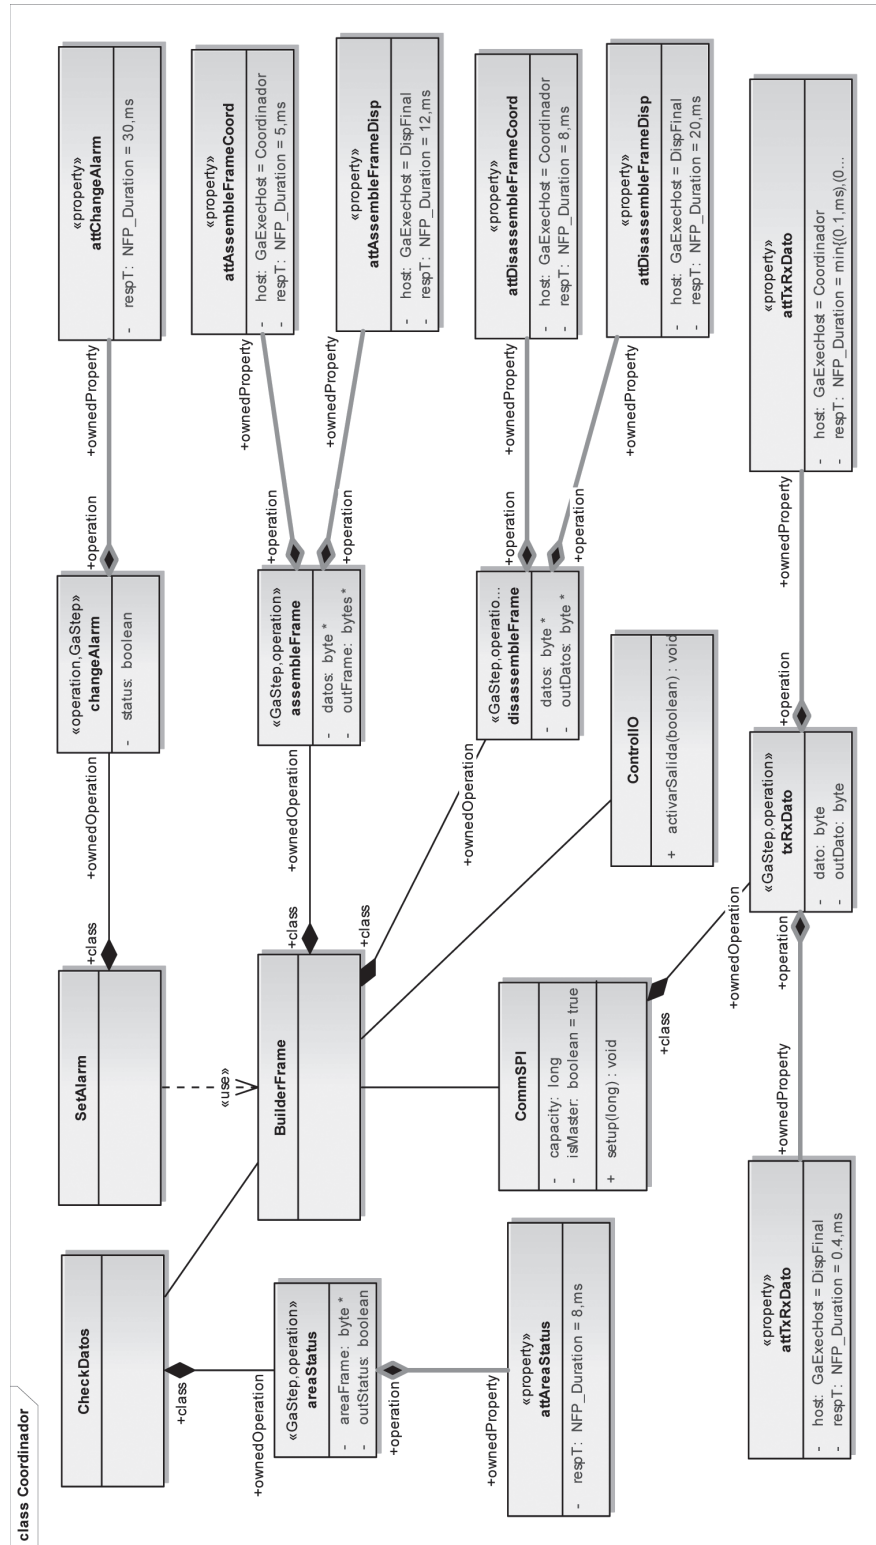 class Coordinador
CheckDatos
+class
+ownedOperation
«GaStep,operation»
areaStatus
- areaFrame: byte *
- outStatus: boolean
+operation
+ownedProperty
«property»
attAreaStatus
- respT: NFP_Duration = 8,ms
SetAlarm
+class
+ownedOperation
«operation,GaStep»
changeAlarm
- status: boolean
+operation
+ownedProperty
«property»
attChangeAlarm
- respT: NFP_Duration = 30,ms
«use»
BuilderFrame
+class
+ownedOperation
«GaStep,operation»
assembleFrame
- datos: byte *
- outFrame: bytes *
+operation
+ownedProperty
«property»
attAssembleFrameCoord
- host: GaExecHost = Coordinador
- respT: NFP_Duration = 5,ms
+operation
+ownedProperty
«property»
attAssembleFrameDisp
- host: GaExecHost = DispFinal
- respT: NFP_Duration = 12,ms
+class
+ownedOperation
«GaStep,operatio...
disassembleFrame
- datos: byte *
- outDatos: byte *
+operation
+ownedProperty
«property»
attDisassembleFrameCoord
- host: GaExecHost = Coordinador
- respT: NFP_Duration = 8,ms
+operation
+ownedProperty
«property»
attDisassembleFrameDisp
- host: GaExecHost = DispFinal
- respT: NFP_Duration = 20,ms
ControlIO
+ activarSalida(boolean) : void
CommSPI
- capacity: long
- isMaster: boolean = true
+ setup(long) : void
+class
+ownedOperation
«GaStep,operation»
txRxDato
- dato: byte
- outDato: byte
+operation
+ownedProperty
«property»
attTxRxDato
- host: GaExecHost = DispFinal
- respT: NFP_Duration = 0.4,ms
+operation
+ownedProperty
«property»
attTxRxDato
- host: GaExecHost = Coordinador
- respT: NFP_Duration = min{(0.1,ms),(0...